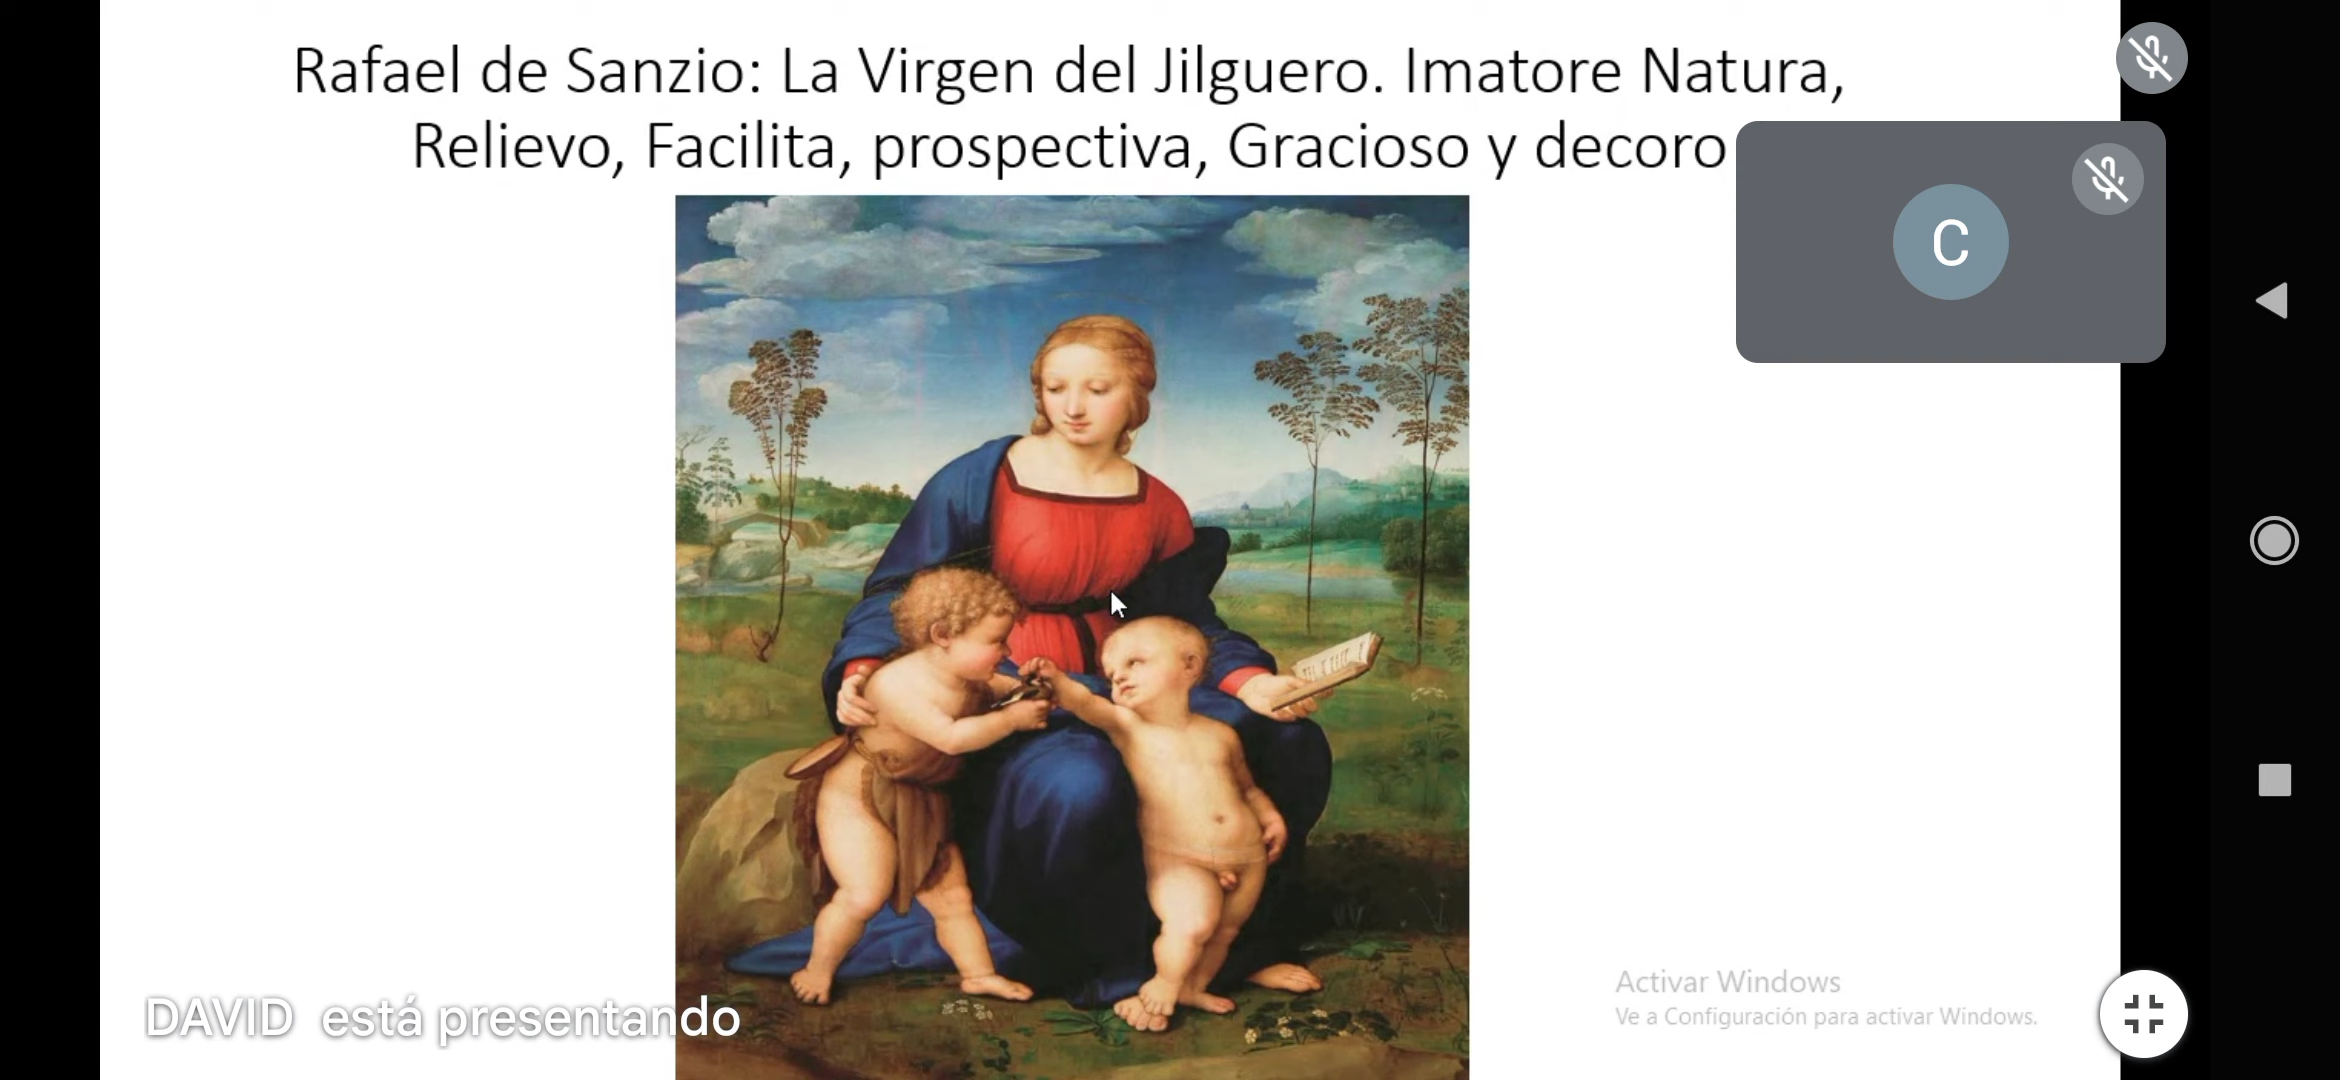 Rafael de Sanzio: La Virgen del Jilguero. Imatore Natura,
Relievo, Facilita, prospectiva, Gracioso y decoro
C
DAVID está presentando
Activar Windows
Ve a Configuración para activar Windows.